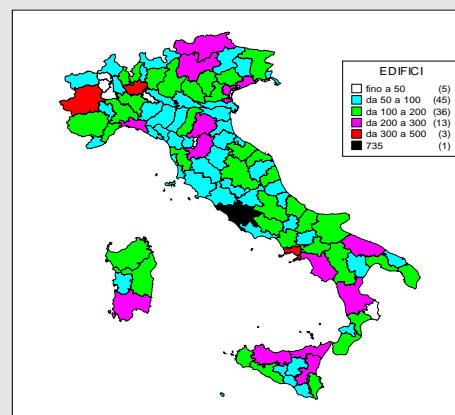 EDIFICI
fino a 50 (5)
da 50 a 100 (45)
da 100 a 200 (36)
da 200 a 300 (13)
da 300 a 500 (3)
735 (1)